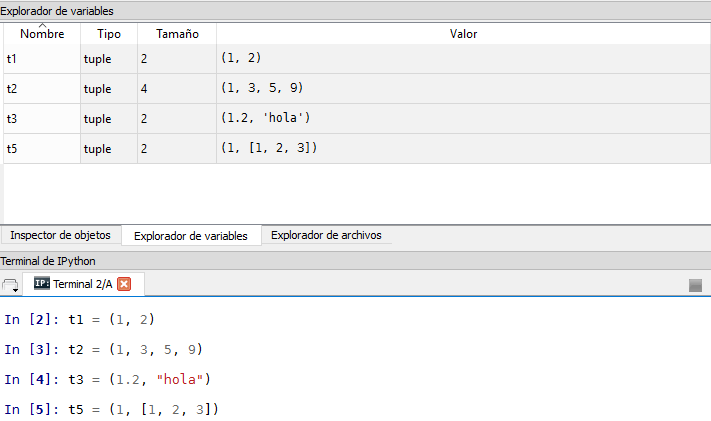 Explorador de variables
Nombre Tipo Tamaño Valor
t1 tuple 2 (1, 2)
t2 tuple 4 (1, 3, 5, 9)
t3 tuple 2 (1.2, 'hola')
t5 tuple 2 (1, [1, 2, 3])
Inspector de objetos Explorador de variables Explorador de archivos
Terminal de IPython
IP: Terminal 2/A
In [2]: t1 = (1, 2)
In [3]: t2 = (1, 3, 5, 9)
In [4]: t3 = (1.2, "hola")
In [5]: t5 = (1, [1, 2, 3])